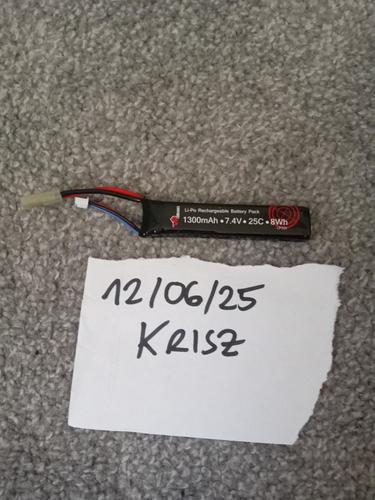 Li-Po Rechargeable Battery Pack
1300mAh • 7.4V • 25C • 8Wh
12/06/25
KRISZ